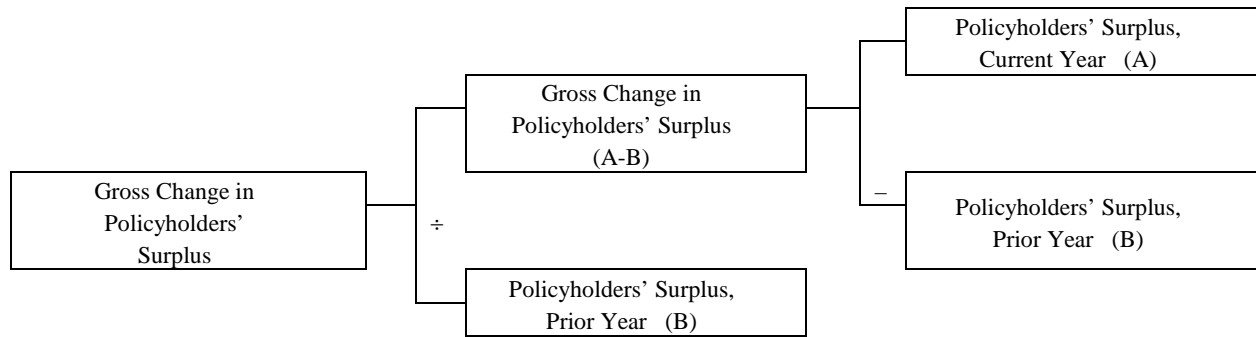 Gross Change in
Policyholders’
Surplus
÷
Gross Change in
Policyholders’ Surplus
(A-B)
Policyholders’ Surplus,
Prior Year (B)
Policyholders’ Surplus,
Current Year (A)
–
Policyholders’ Surplus,
Prior Year (B)